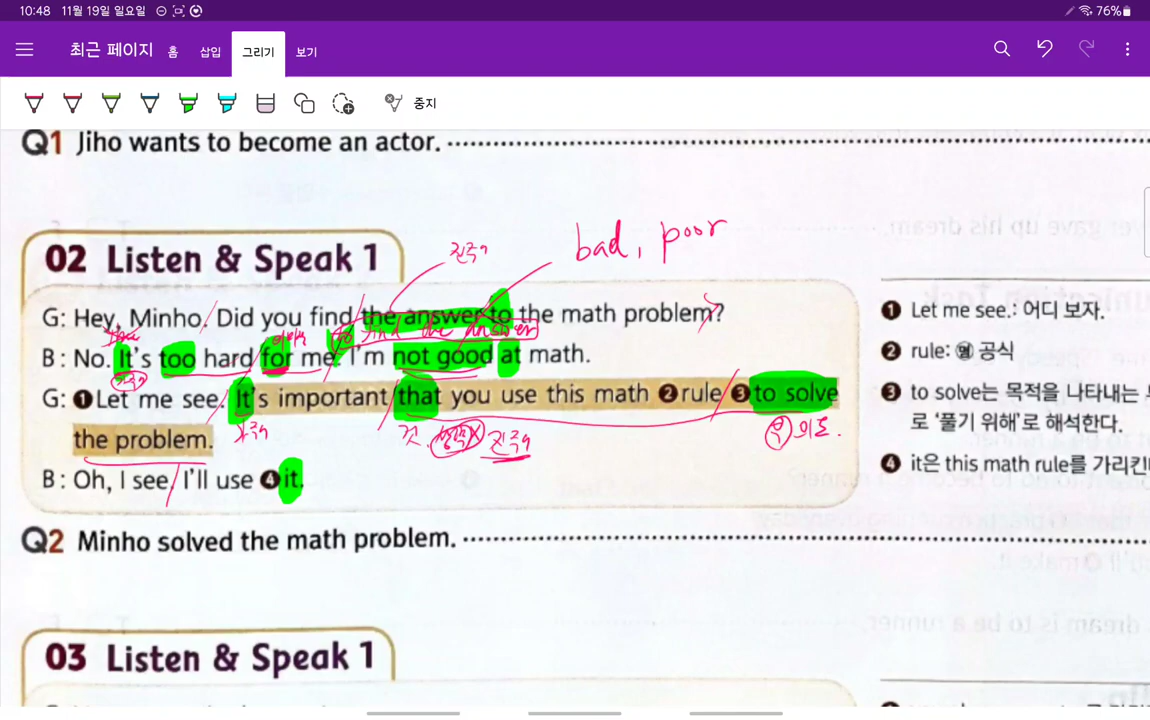 10:48 11월 19일 일요일 76%
최근 페이지 홈 삽입 그리기 보기
중지
Q1 Jiho wants to become an actor.
bad, poor
진주어
02 Listen & Speak 1
G: Hey, Minho. Did you find the answer to the math problem?
to find the answer
B: No. It's too hard for me. I'm not good at math.
G: ❶Let me see. It's important that you use this math ❷rule ❸to solve
것 진주어 부 의도.
the problem.
B: Oh, I see. I'll use ❹it.
❶ Let me see.: 어디 보자.
❷ rule: 명 공식
❸ to solve는 목적을 나타내는
로 '풀기 위해'로 해석한다.
❹ it은 this math rule를 가리킨
Q2 Minho solved the math problem.
03 Listen & Speak 1